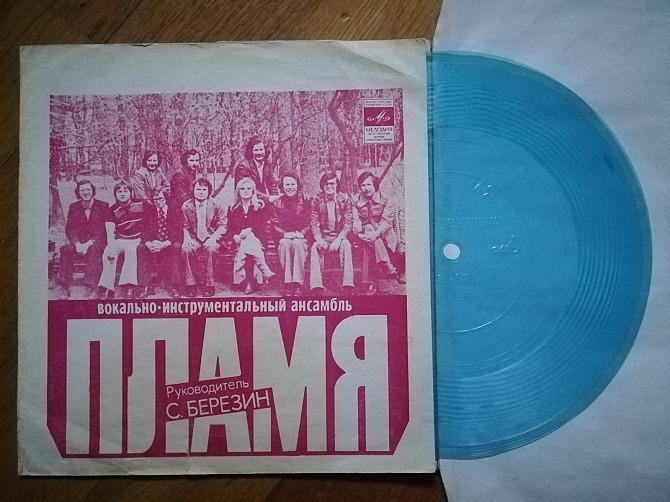 МЕЛОДИЯ
вокально-инструментальный ансамбль
ПЛАМЯ
Руководитель
С. БЕРЕЗИН